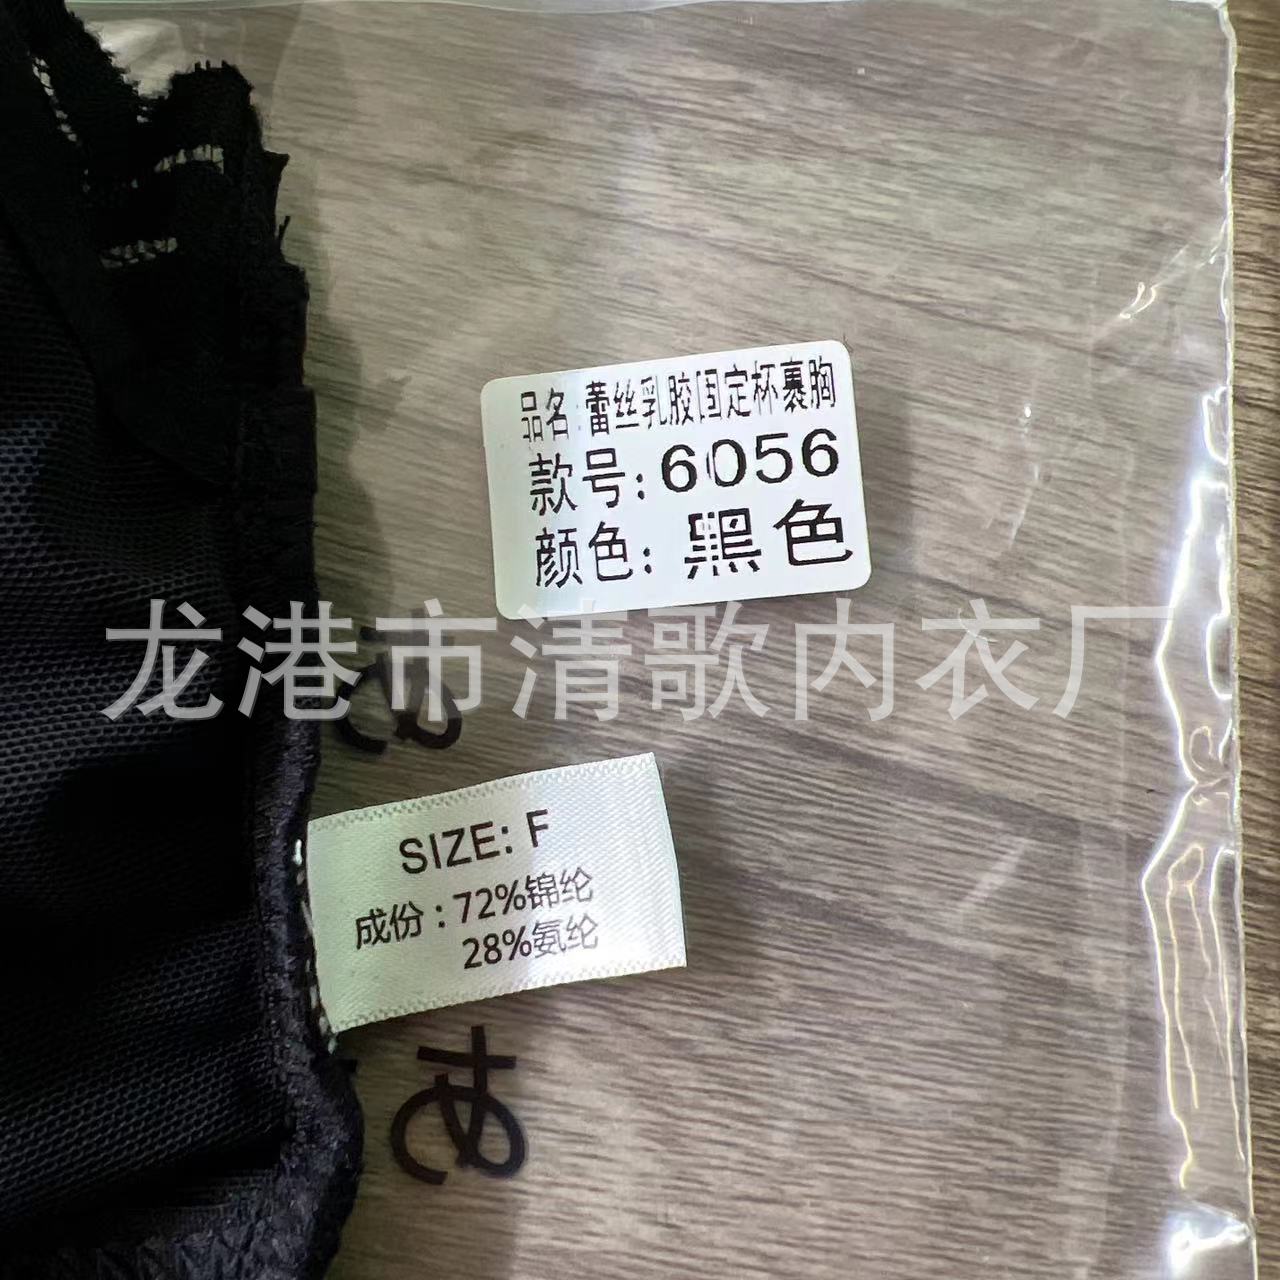 品名:蕾丝乳胶固定杯裹胸
款号:6056
颜色:黑色
龙港市清歌内衣厂
SIZE: F
成份:72%锦纶
28%氨纶
あ